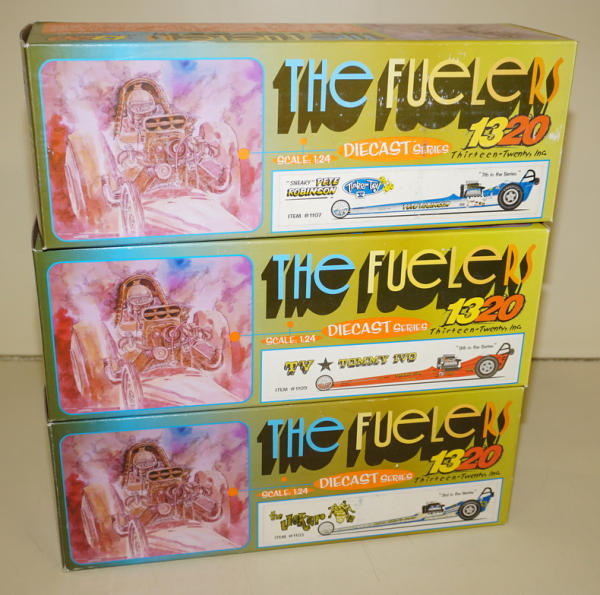 THE FUELERS
1320
SCALE: 1:24 DIECAST SERIES
Thirteen-Twenty, Inc.
"SNEAKY" PETE
ROBINSON
TINKER TOY
"7th in the Series"
ITEM #1107
THE FUELERS
1320
SCALE: 1:24 DIECAST SERIES
Thirteen-Twenty, Inc.
TV ★ TOMMY IVO
"9th in the Series"
ITEM #1109
THE FUELERS
1320
SCALE: 1:24 DIECAST SERIES
Thirteen-Twenty, Inc.
the
"3rd in the Series"
ITEM #1103